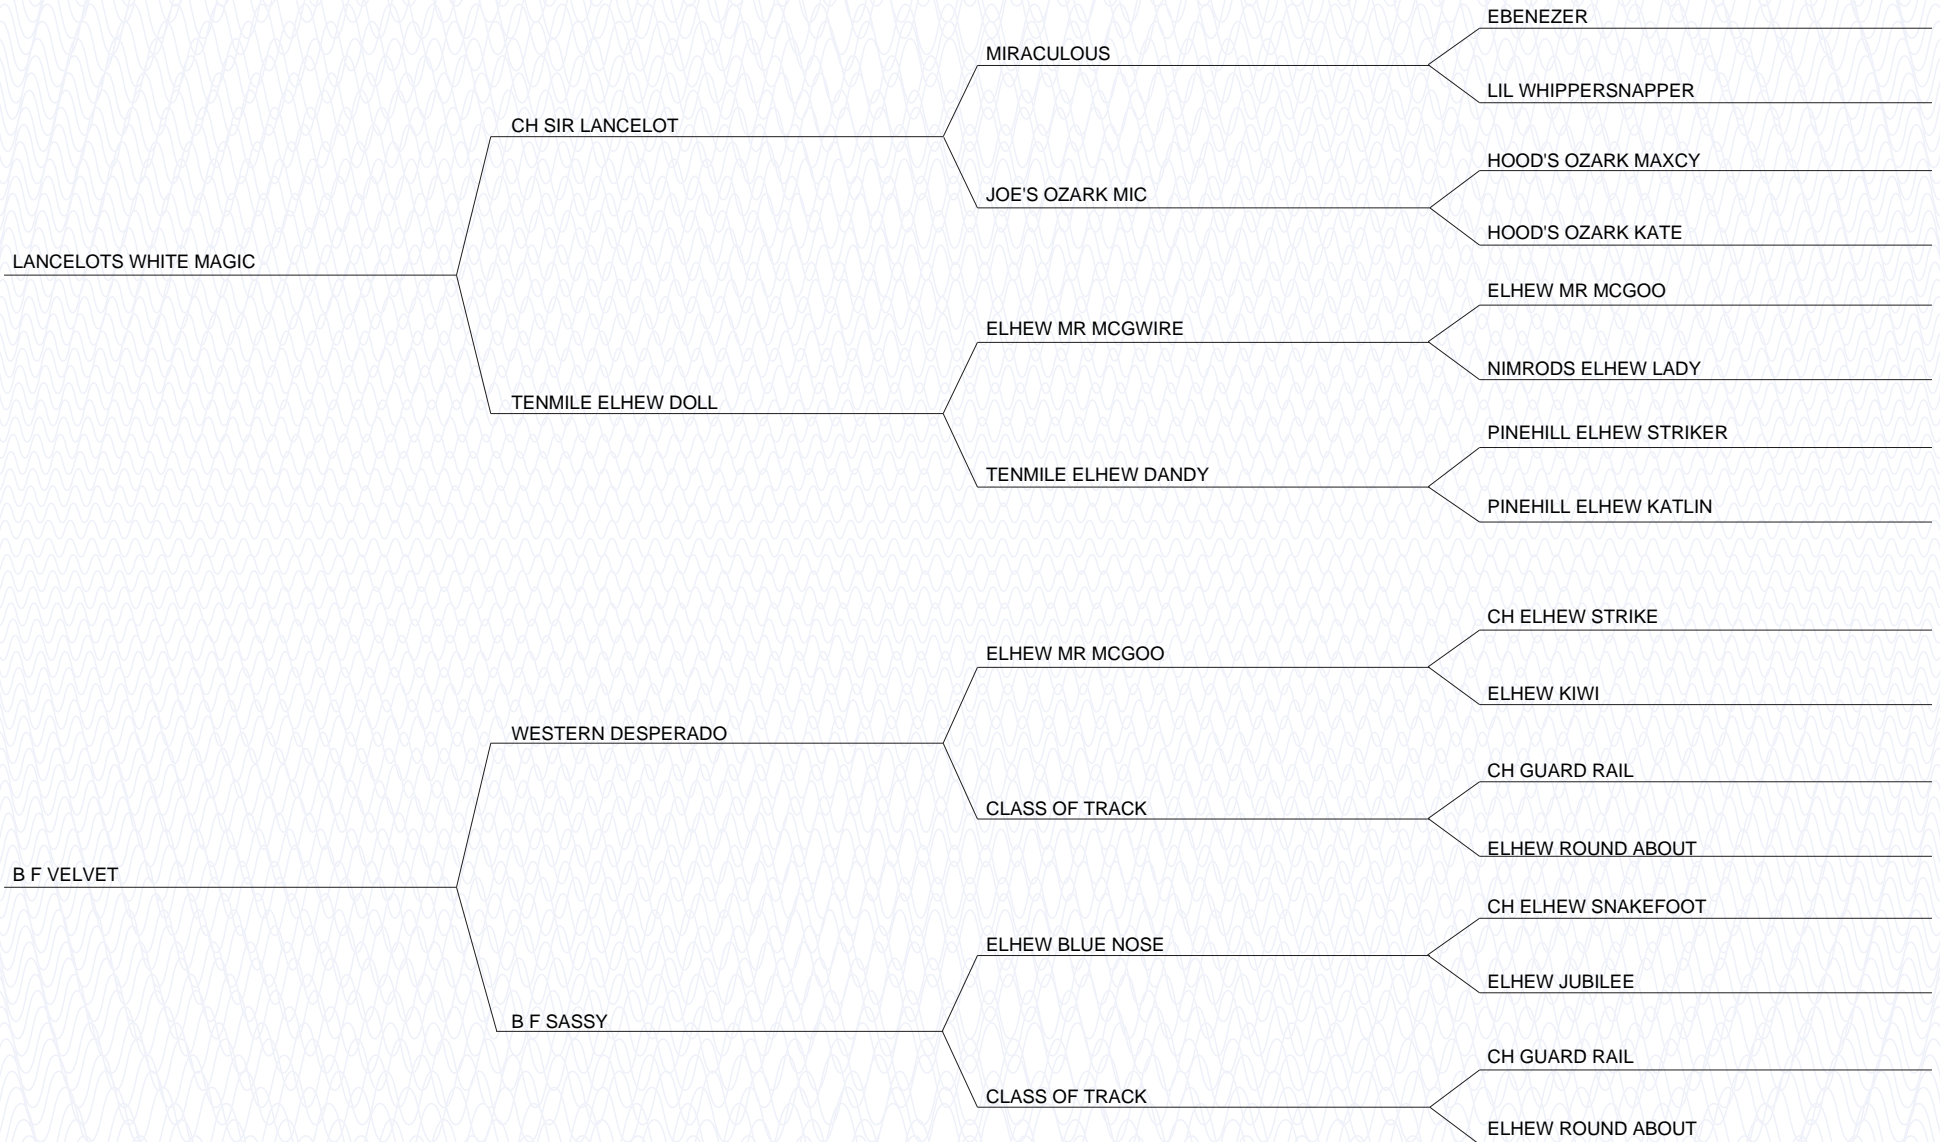 EBENEZER
MIRACULOUS
LIL WHIPPERSNAPPER
CH SIR LANCELOT
HOOD'S OZARK MAXCY
JOE'S OZARK MIC
HOOD'S OZARK KATE
LANCELOTS WHITE MAGIC
ELHEW MR MCGOO
ELHEW MR MCGWIRE
NIMRODS ELHEW LADY
TENMILE ELHEW DOLL
PINEHILL ELHEW STRIKER
TENMILE ELHEW DANDY
PINEHILL ELHEW KATLIN
CH ELHEW STRIKE
ELHEW MR MCGOO
ELHEW KIWI
WESTERN DESPERADO
CH GUARD RAIL
CLASS OF TRACK
ELHEW ROUND ABOUT
B F VELVET
CH ELHEW SNAKEFOOT
ELHEW BLUE NOSE
ELHEW JUBILEE
B F SASSY
CH GUARD RAIL
CLASS OF TRACK
ELHEW ROUND ABOUT